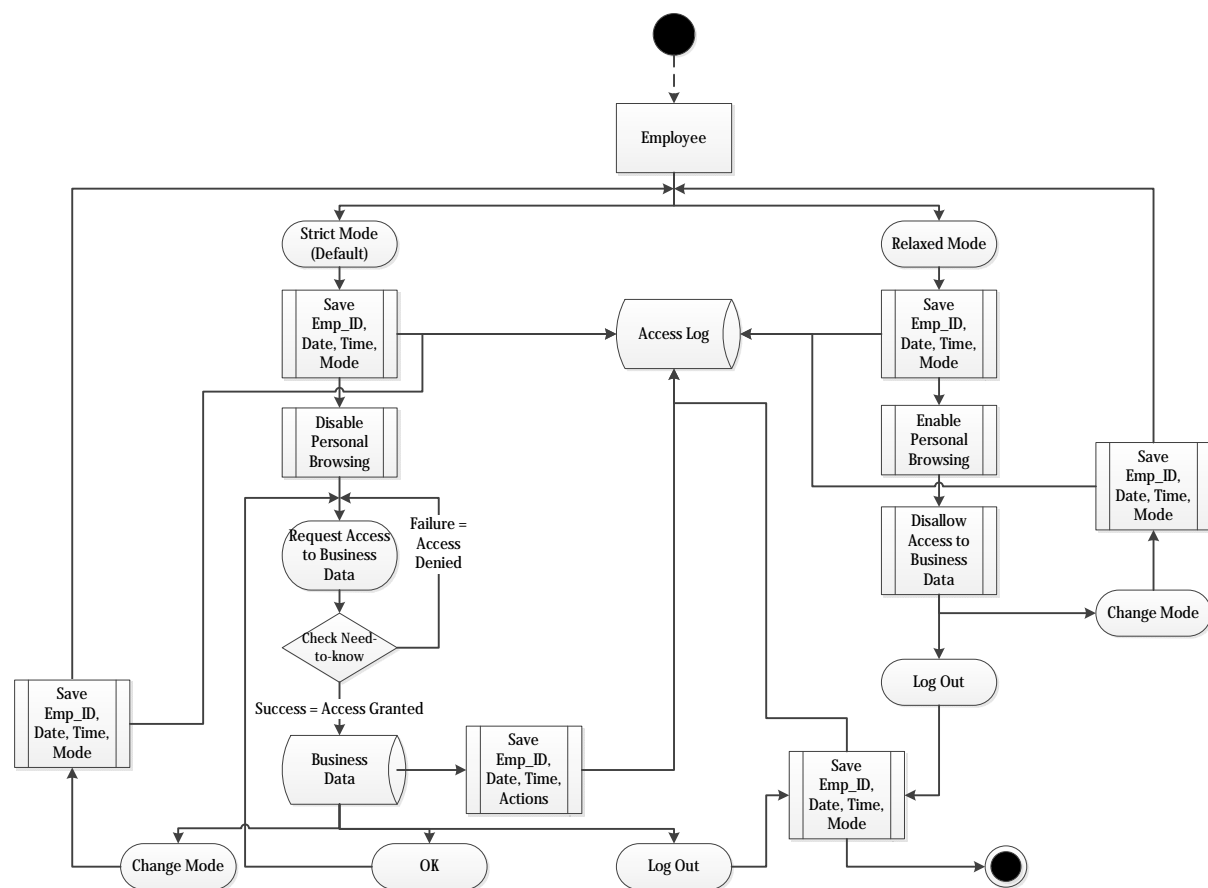 Employee
Strict Mode
(Default)
Relaxed Mode
Save
Emp_ID,
Date, Time,
Mode
Access Log
Save
Emp_ID,
Date, Time,
Mode
Disable
Personal
Browsing
Enable
Personal
Browsing
Save
Emp_ID,
Date, Time,
Mode
Request Access
to Business
Data
Failure =
Access
Denied
Disallow
Access to
Business
Data
Change Mode
Check Need-
to-know
Log Out
Save
Emp_ID,
Date, Time,
Mode
Success = Access Granted
Business
Data
Save
Emp_ID,
Date, Time,
Actions
Save
Emp_ID,
Date, Time,
Mode
Change Mode
OK
Log Out